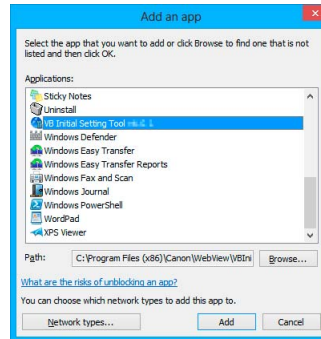 Add an app
Select the app that you want to add or click Browse to find one that is not
listed and then click OK.
Applications:
Sticky Notes
Uninstall
VB Initial Setting Tool
Windows Defender
Windows Easy Transfer
Windows Easy Transfer Reports
Windows Fax and Scan
Windows Journal
Windows PowerShell
WordPad
XPS Viewer
Path: C:\Program Files (x86)\Canon\WebView\VBIni Browse...
What are the risks of unblocking an app?
You can choose which network types to add this app to.
Network types... Add Cancel